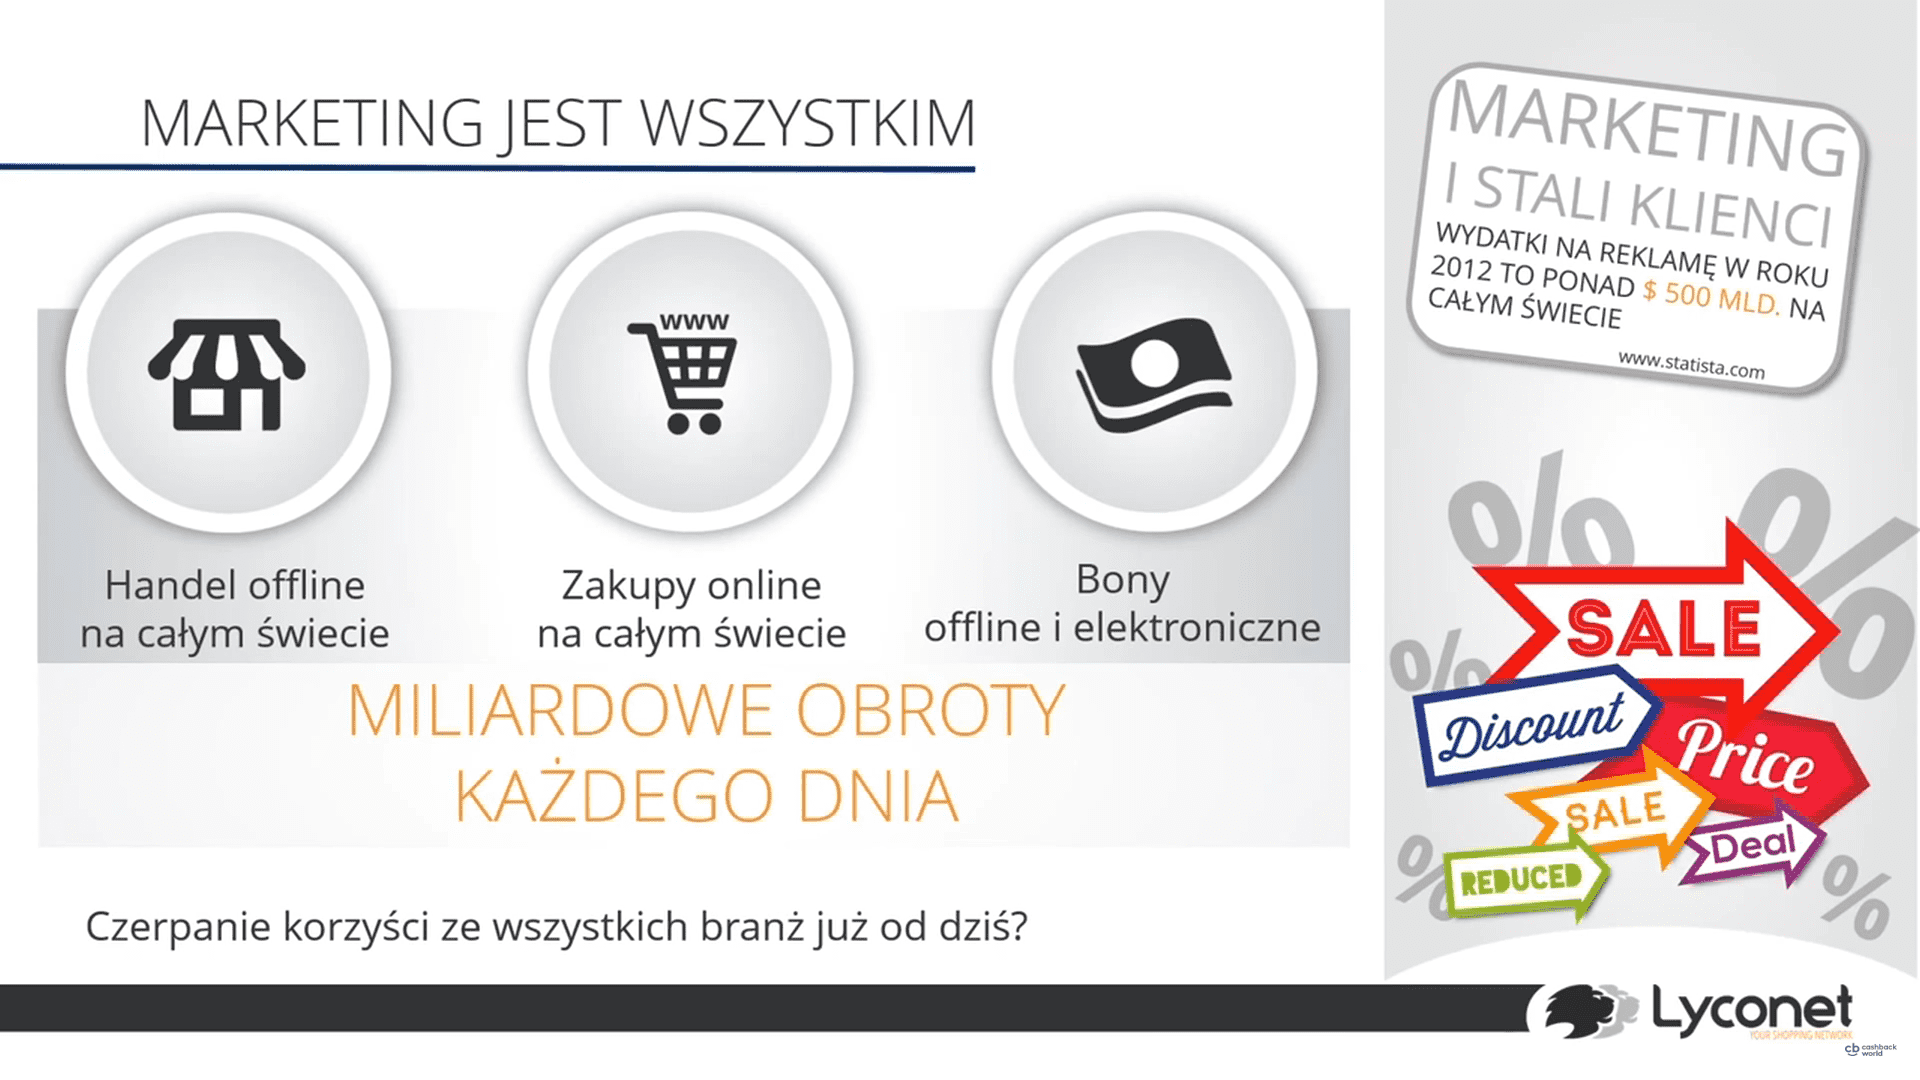 MARKETING JEST WSZYSTKIM
www
Handel offline
na całym świecie
Zakupy online
na całym świecie
Bony
offline i elektroniczne
MILIARDOWE OBROTY
KAŻDEGO DNIA
Czerpanie korzyści ze wszystkich branż już od dziś?
MARKETING
I STALI KLIENCI
WYDATKI NA REKLAMĘ W ROKU
2012 TO PONAD $ 500 MLD. NA
CAŁYM ŚWIECIE
www.statista.com
% %
%
SALE
Discount
Price
SALE
Deal
REDUCED
% %
Lyconet
YOUR SHOPPING NETWORK
cb cashback
world